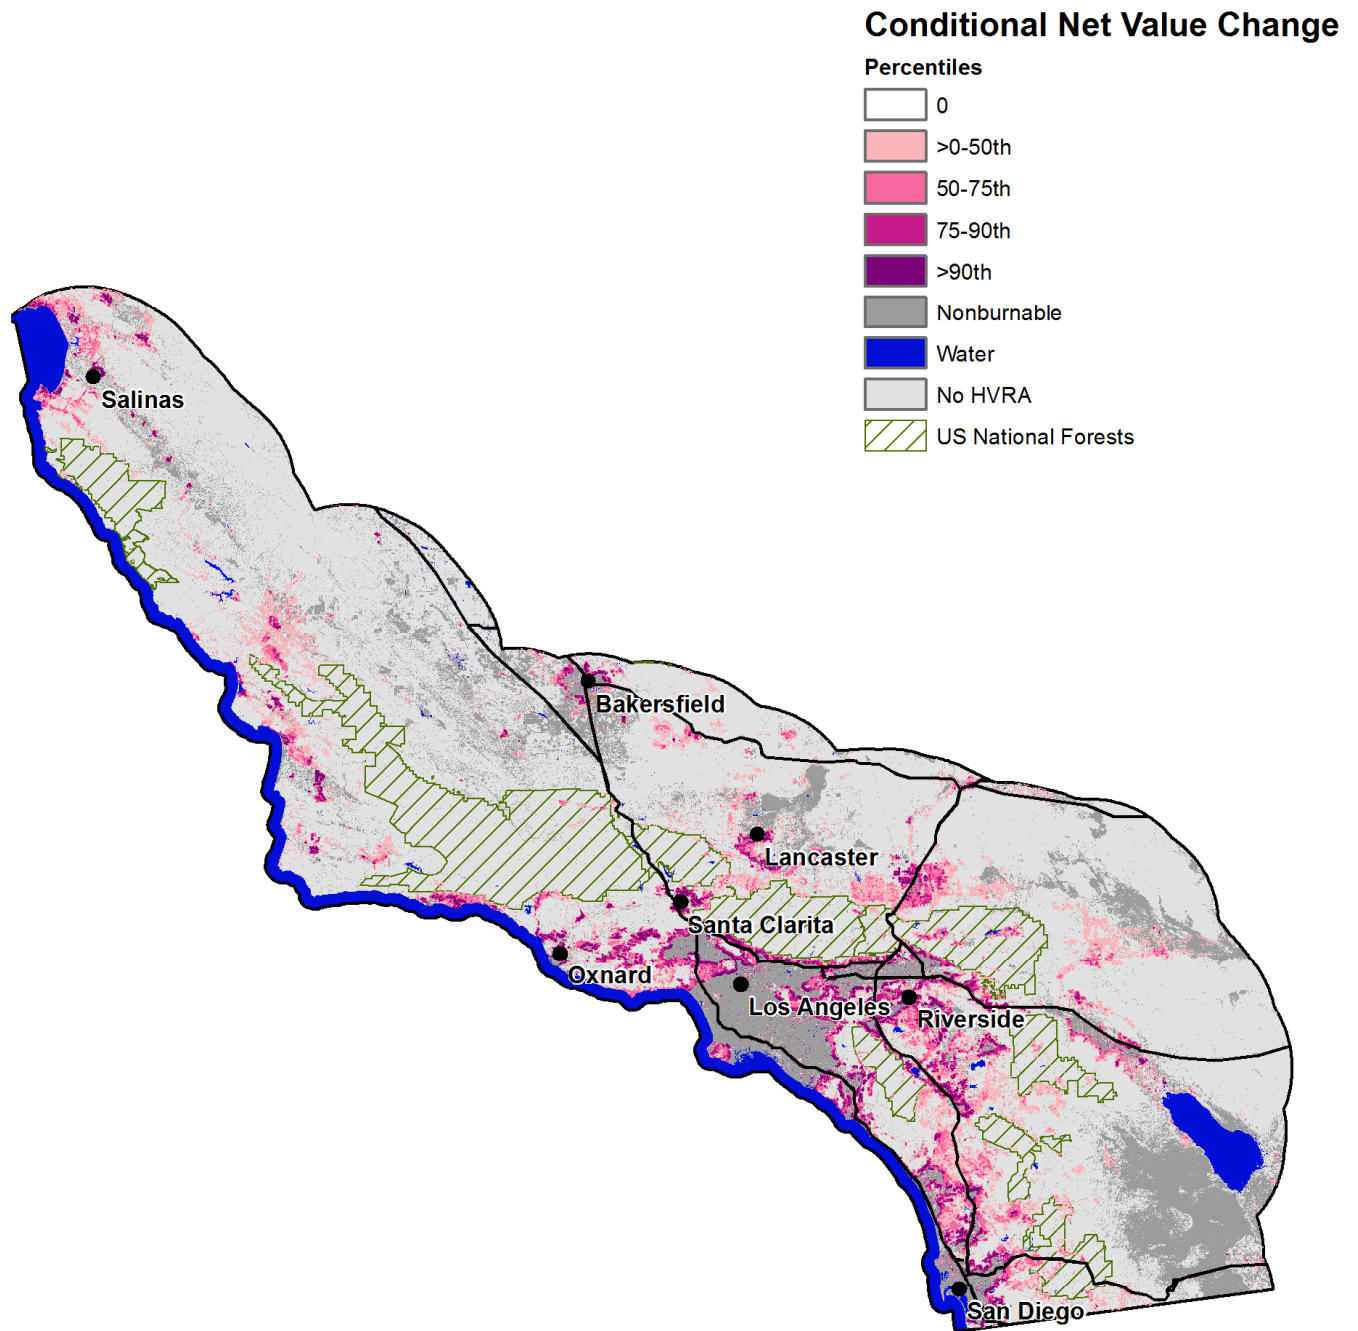 Conditional Net Value Change
Percentiles
0
>0-50th
50-75th
75-90th
>90th
Nonburnable
Water
No HVRA
US National Forests
Salinas
Bakersfield
Lancaster
Santa Clarita
Oxnard
Los Angeles
Riverside
San Diego